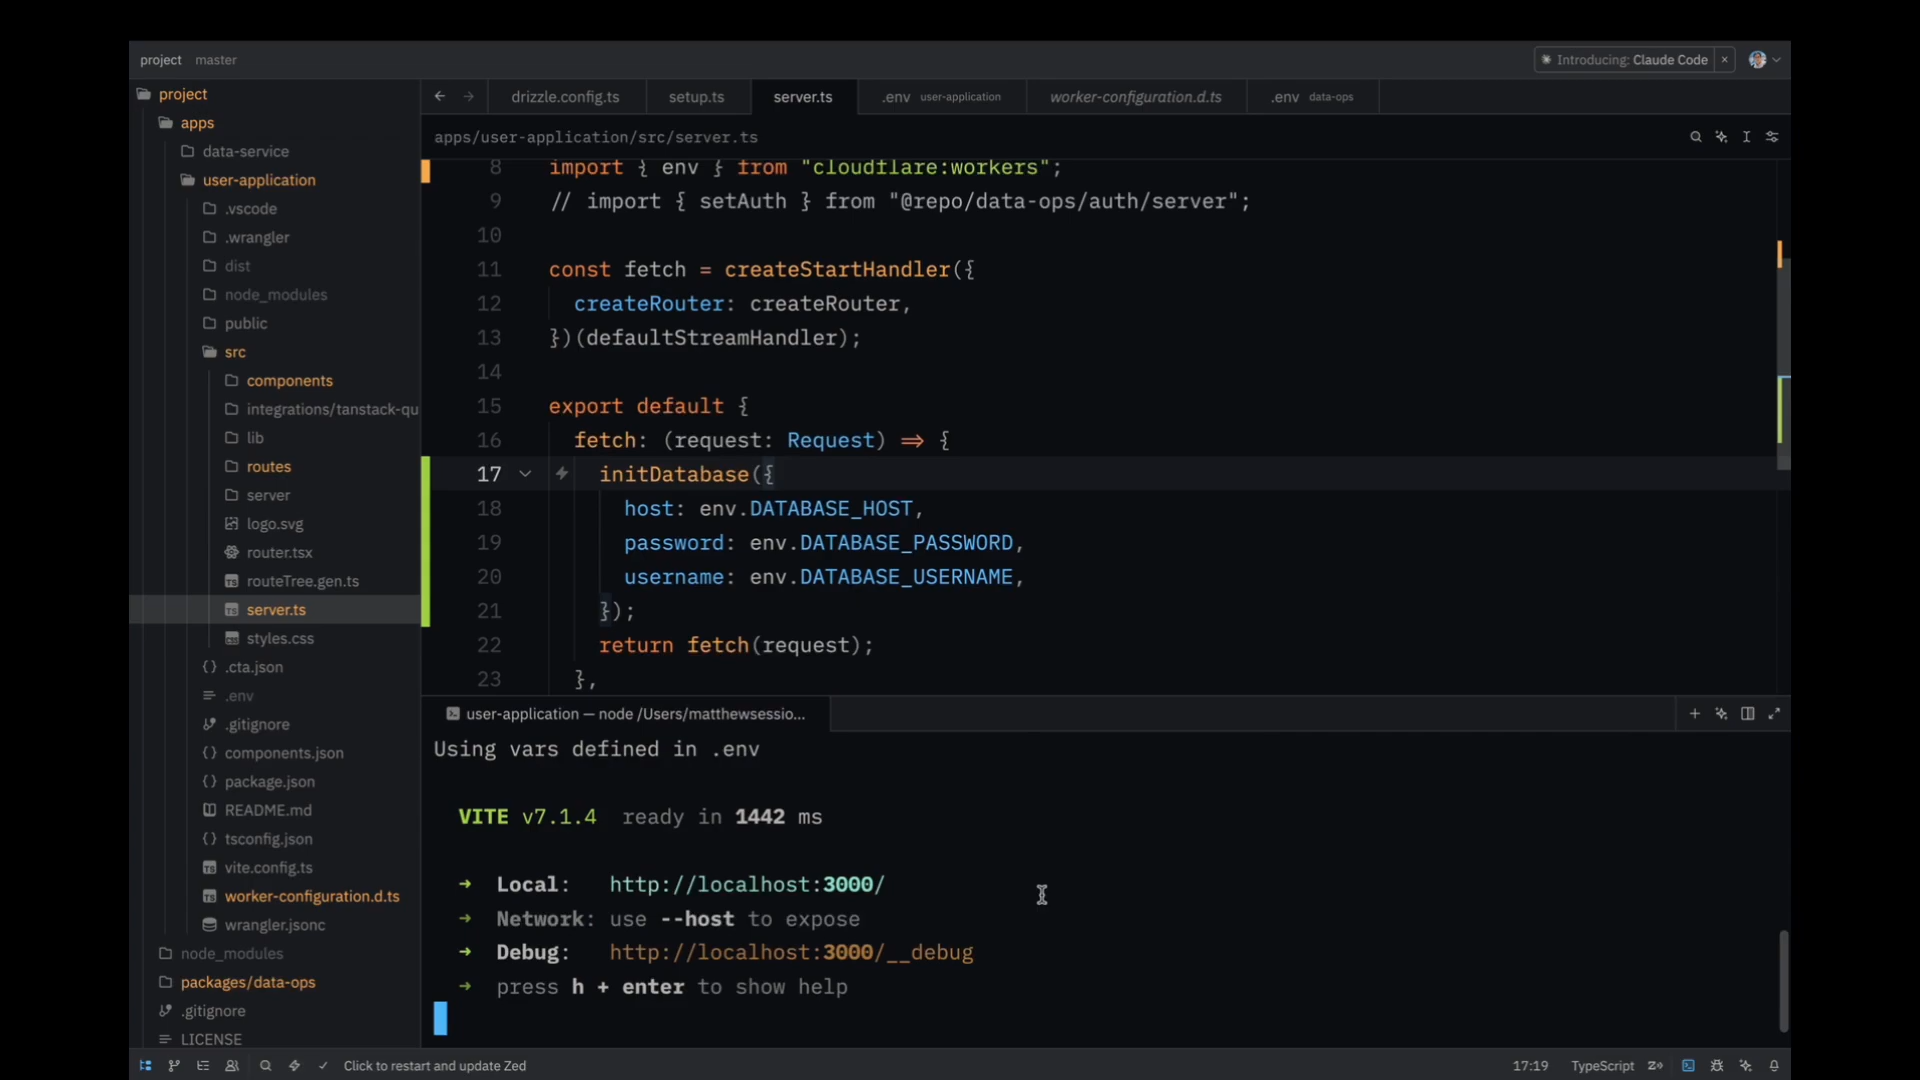 project master
Introducing: Claude Code
project
apps
data-service
user-application
.vscode
.wrangler
dist
node_modules
public
src
components
integrations/tanstack-qu
lib
routes
server
logo.svg
router.tsx
routeTree.gen.ts
server.ts
styles.css
.cta.json
.env
.gitignore
components.json
package.json
README.md
tsconfig.json
vite.config.ts
worker-configuration.d.ts
wrangler.jsonc
node_modules
packages/data-ops
.gitignore
LICENSE
drizzle.config.ts setup.ts server.ts .env user-application worker-configuration.d.ts .env data-ops
apps/user-application/src/server.ts
8 import { env } from "cloudflare:workers";
9 // import { setAuth } from "@repo/data-ops/auth/server";
10
11 const fetch = createStartHandler({
12 createRouter: createRouter,
13 })(defaultStreamHandler);
14
15 export default {
16 fetch: (request: Request) => {
17 initDatabase({
18 host: env.DATABASE_HOST,
19 password: env.DATABASE_PASSWORD,
20 username: env.DATABASE_USERNAME,
21 });
22 return fetch(request);
23 },
user-application — node /Users/matthewsessio...
Using vars defined in .env
VITE v7.1.4 ready in 1442 ms
➜ Local: http://localhost:3000/
➜ Network: use --host to expose
➜ Debug: http://localhost:3000/__debug
➜ press h + enter to show help
Click to restart and update Zed
17:19 TypeScript